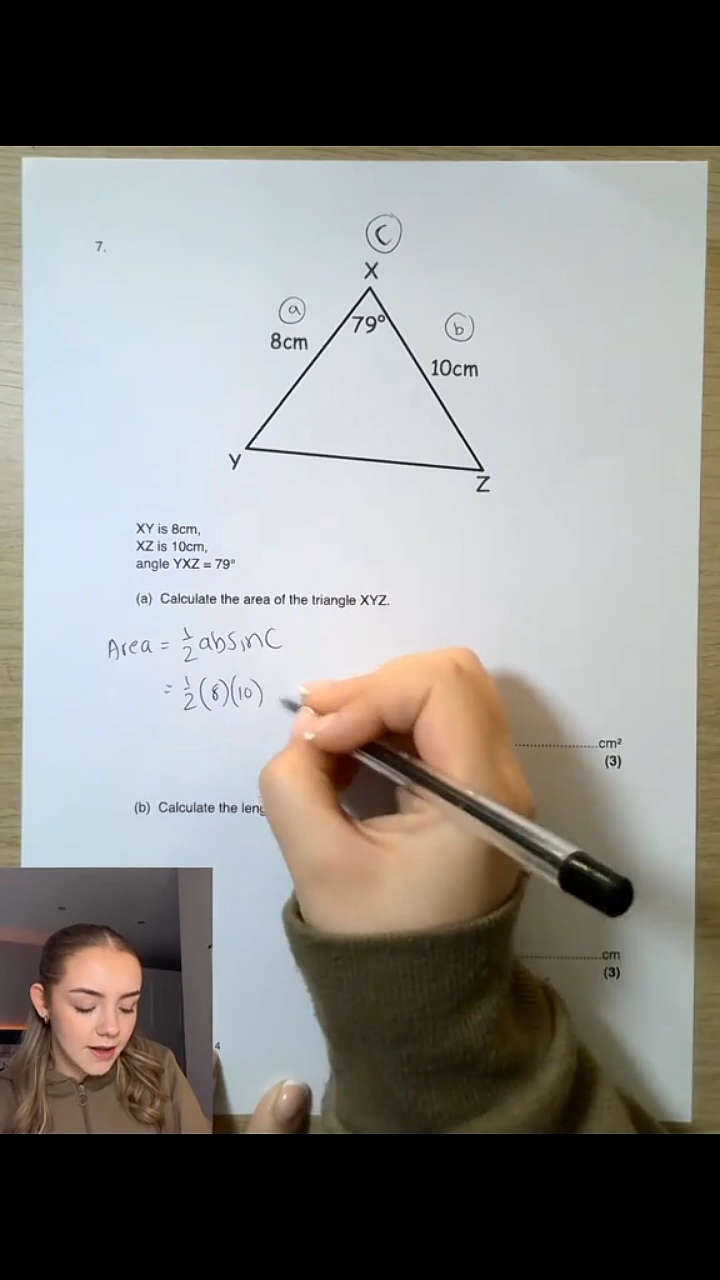 7.
C
X
a
79°
b
8cm
10cm
Y
Z
XY is 8cm,
XZ is 10cm,
angle YXZ = 79°
(a) Calculate the area of the triangle XYZ.
Area = 1/2 absinC
= 1/2 (8)(10)
..................cm²
(3)
(b) Calculate the
..................cm
(3)
4